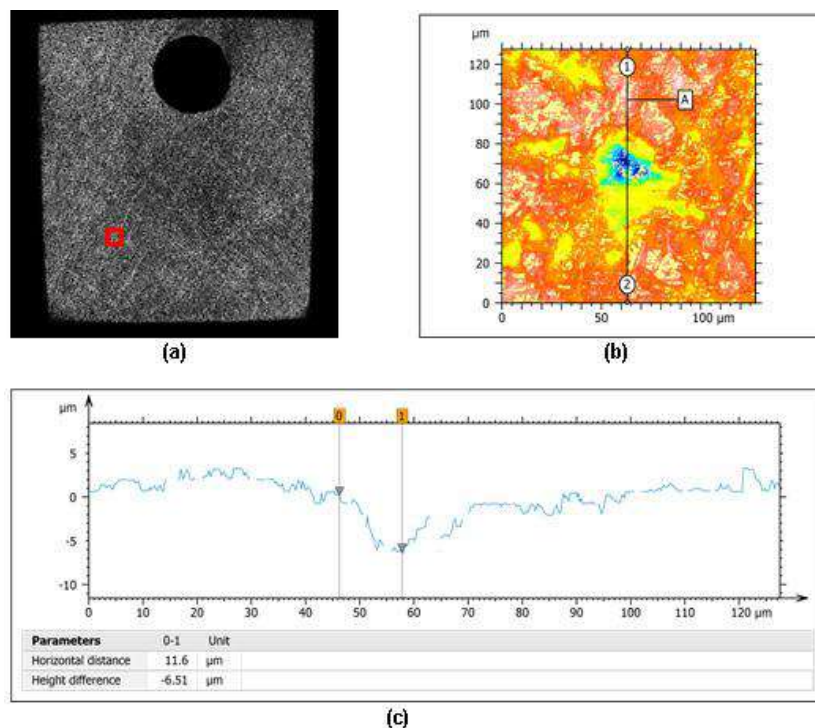 µm
120
100
80
60
40
20
0
1
A
2
0 50 100 µm
(a)
(b)
µm
0 1
5
0
-5
-10
0 10 20 30 40 50 60 70 80 90 100 110 120 µm
Parameters 0-1 Unit
Horizontal distance 11.6 µm
Height difference -6.51 µm
(c)